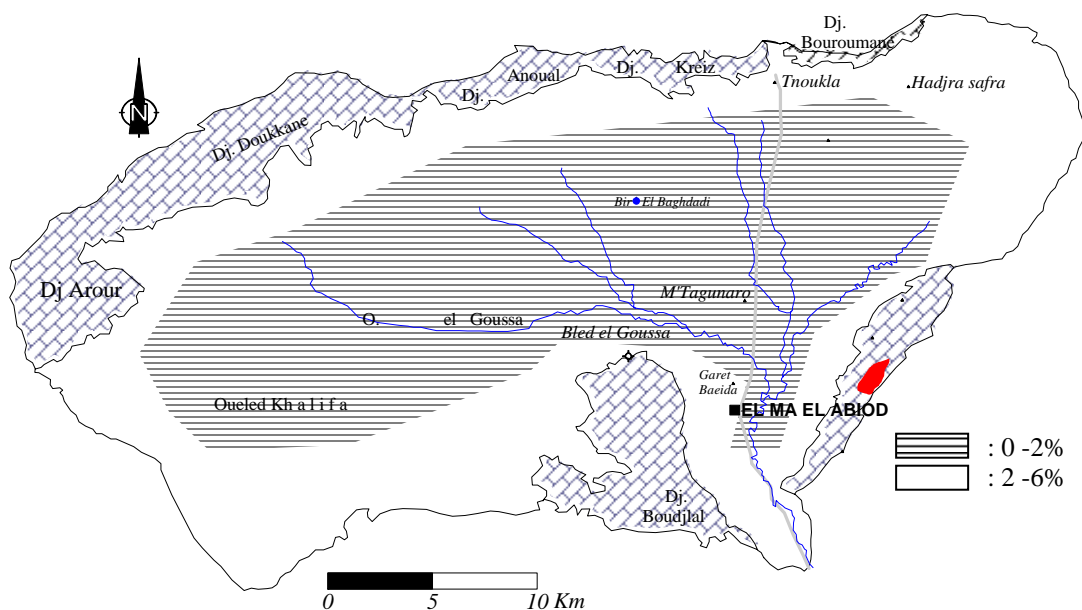 Dj.
Bouroumane
Dj. Anoual Dj. Kreiz
Tnoukla
Hadjra safra
N
Dj. Doukkane
Bir El Baghdadi
Dj Arour
M'Tagunaro
O. el Goussa
Bled el Goussa
Garet
Baeida
Oueled Kh a l i f a
EL MA EL ABIOD
: 0 -2%
: 2 -6%
Dj.
Boudjlal
0 5 10 Km